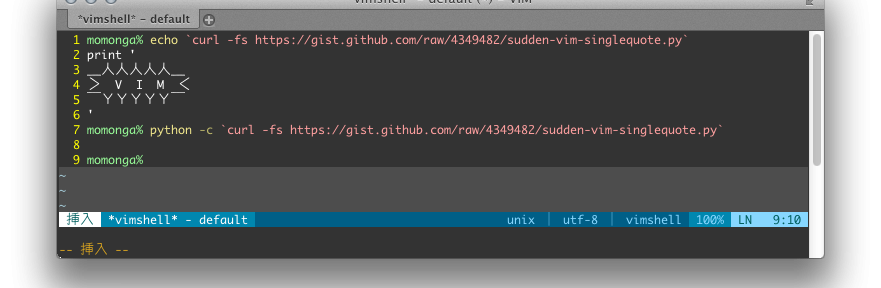 *vimshell* - default
1 momonga% echo `curl -fs https://gist.github.com/raw/4349482/sudden-vim-singlequote.py`
2 print '
3 ＿人人人人人＿
4 ＞ V I M ＜
5 ￣ＹＹＹＹＹ￣
6 '
7 momonga% python -c `curl -fs https://gist.github.com/raw/4349482/sudden-vim-singlequote.py`
8
9 momonga%
~
~
~
挿入 *vimshell* - default unix | utf-8 | vimshell 100% LN 9:10
-- 挿入 --